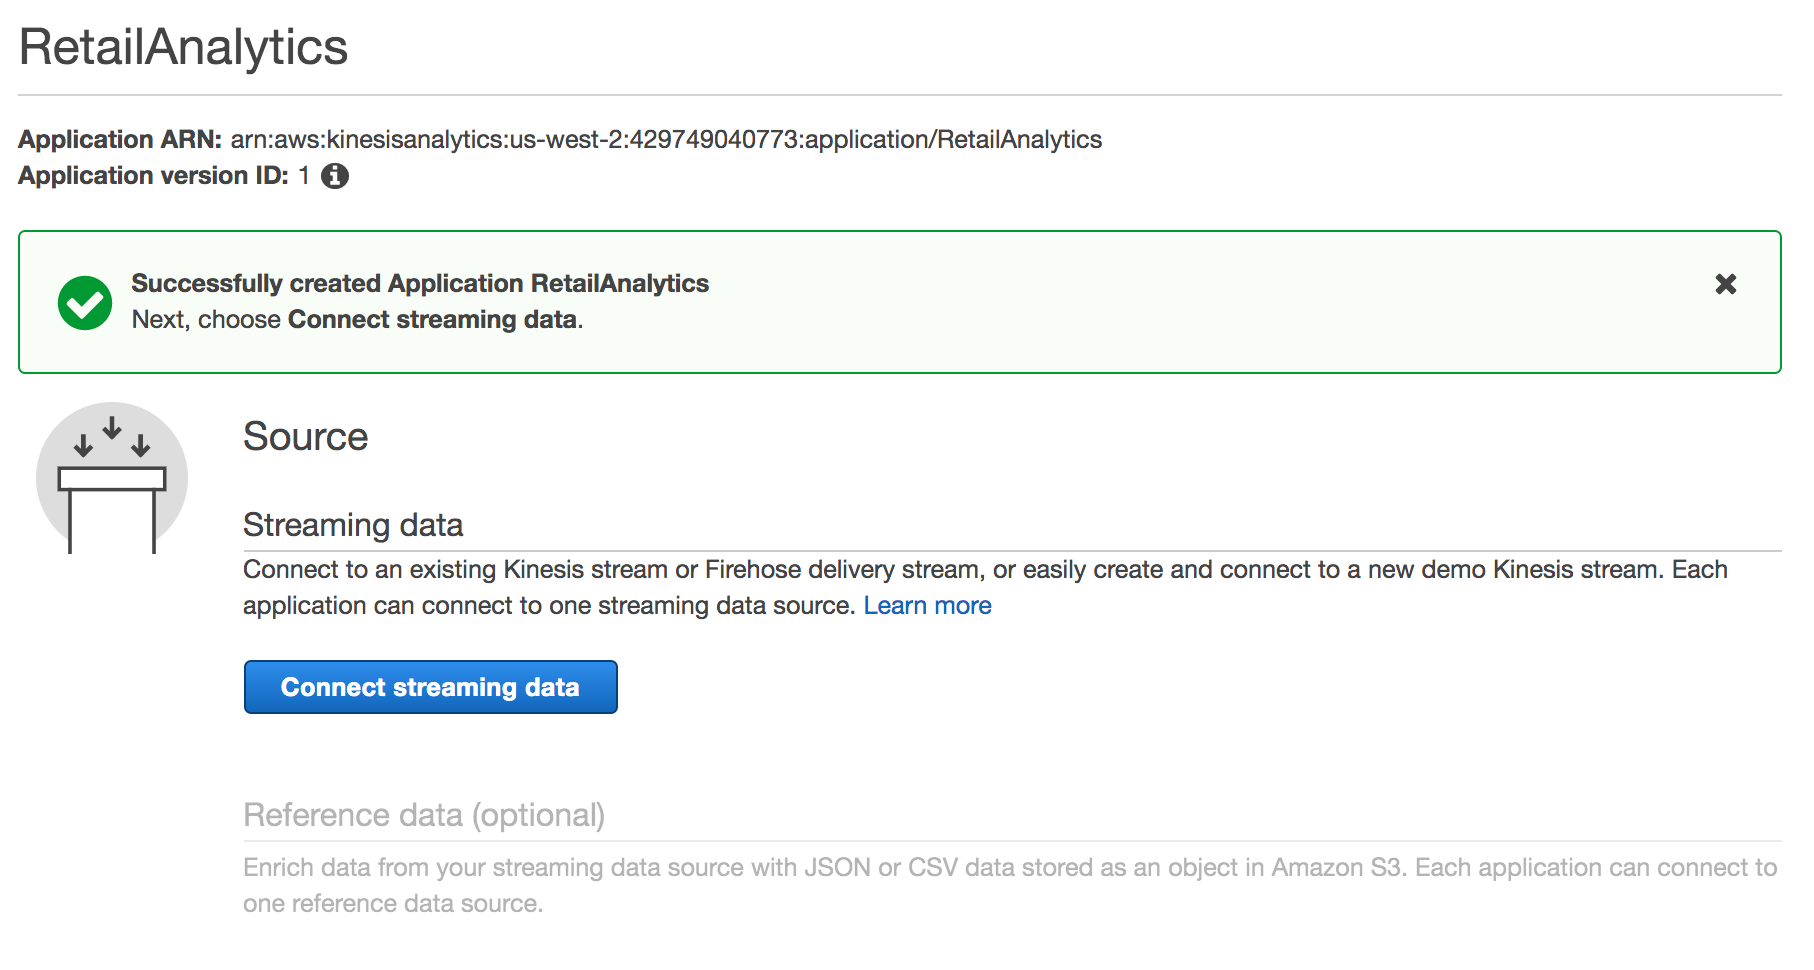 RetailAnalytics
Application ARN: arn:aws:kinesisanalytics:us-west-2:429749040773:application/RetailAnalytics
Application version ID: 1
Successfully created Application RetailAnalytics
Next, choose Connect streaming data.
Source
Streaming data
Connect to an existing Kinesis stream or Firehose delivery stream, or easily create and connect to a new demo Kinesis stream. Each
application can connect to one streaming data source. Learn more
Connect streaming data
Reference data (optional)
Enrich data from your streaming data source with JSON or CSV data stored as an object in Amazon S3. Each application can connect to
one reference data source.